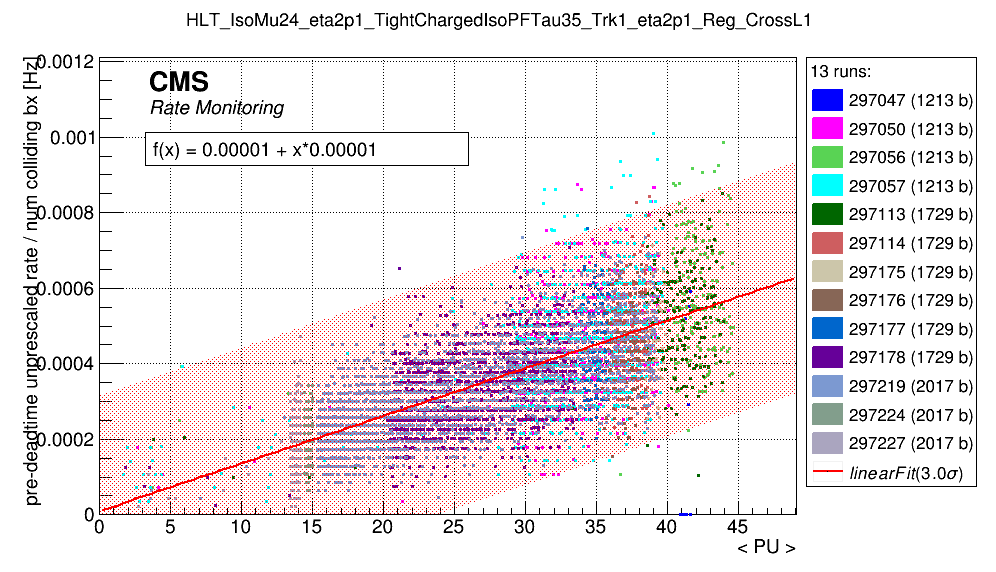 HLT_IsoMu24_eta2p1_TightChargedIsoPFTau35_Trk1_eta2p1_Reg_CrossL1
pre-deadtime unprescaled rate / num colliding bx [Hz]
0.0012
0.001
0.0008
0.0006
0.0004
0.0002
0
CMS
Rate Monitoring
f(x) = 0.00001 + x*0.00001
0 5 10 15 20 25 30 35 40 45
< PU >
13 runs:
297047 (1213 b)
297050 (1213 b)
297056 (1213 b)
297057 (1213 b)
297113 (1729 b)
297114 (1729 b)
297175 (1729 b)
297176 (1729 b)
297177 (1729 b)
297178 (1729 b)
297219 (2017 b)
297224 (2017 b)
297227 (2017 b)
linearFit(3.0σ)